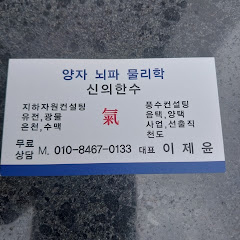 양자 뇌파 물리학
신의한수
지하자원컨설팅
유전,광물
온천,수맥
氣
풍수컨설팅
음택,양택
사업,선출직
천도
무료
상담 M. 010-8467-0133 대표 이 제 윤